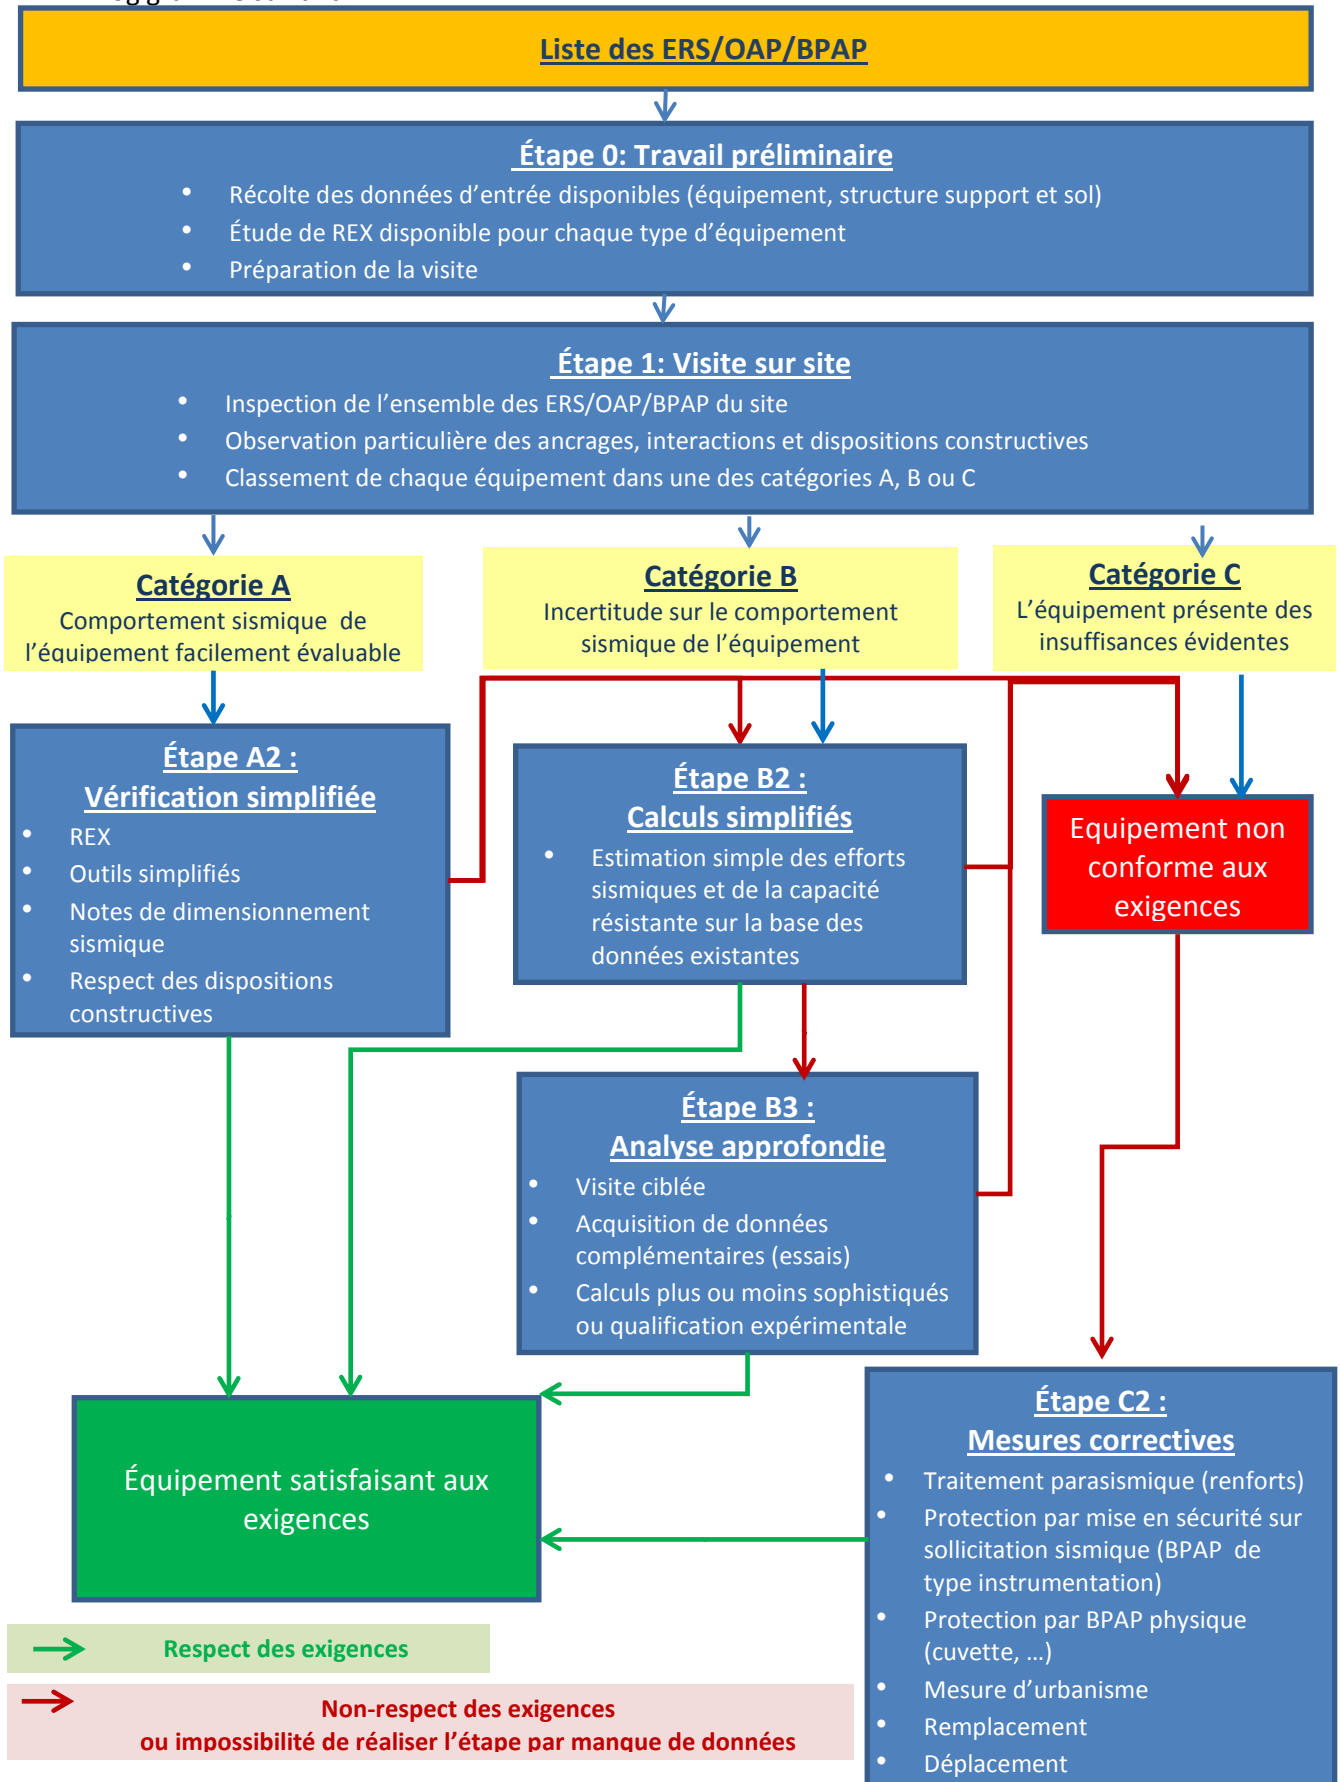 Liste des ERS/OAP/BPAP
Étape 0: Travail préliminaire
• Récolte des données d’entrée disponibles (équipement, structure support et sol)
• Étude de REX disponible pour chaque type d’équipement
• Préparation de la visite
Étape 1: Visite sur site
• Inspection de l’ensemble des ERS/OAP/BPAP du site
• Observation particulière des ancrages, interactions et dispositions constructives
• Classement de chaque équipement dans une des catégories A, B ou C
Catégorie A
Comportement sismique de
l’équipement facilement évaluable
Catégorie B
Incertitude sur le comportement
sismique de l’équipement
Catégorie C
L’équipement présente des
insuffisances évidentes
Étape A2 :
Vérification simplifiée
• REX
• Outils simplifiés
• Notes de dimensionnement
sismique
• Respect des dispositions
constructives
Étape B2 :
Calculs simplifiés
• Estimation simple des efforts
sismiques et de la capacité
résistante sur la base des
données existantes
Equipement non
conforme aux
exigences
Étape B3 :
Analyse approfondie
• Visite ciblée
• Acquisition de données
complémentaires (essais)
• Calculs plus ou moins sophistiqués
ou qualification expérimentale
Équipement satisfaisant aux
exigences
Étape C2 :
Mesures correctives
• Traitement parasismique (renforts)
• Protection par mise en sécurité sur
sollicitation sismique (BPAP de
type instrumentation)
• Protection par BPAP physique
(cuvette, ...)
• Mesure d’urbanisme
• Remplacement
• Déplacement
Respect des exigences
Non-respect des exigences
ou impossibilité de réaliser l’étape par manque de données